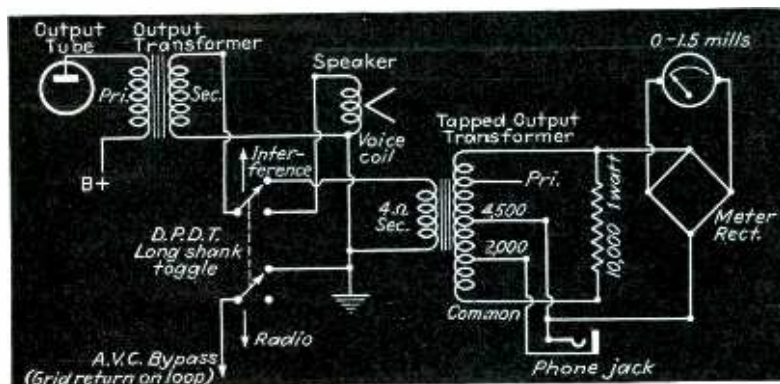 Output
Tube
Output
Transformer
Pri.
Sec.
B+
Speaker
Voice
coil
Inter-
ference
D.P.D.T.
Long shank
toggle
Radio
A.V.C. Bypass
(Grid return on loop)
4Ω
Sec.
Tapped Output
Transformer
Pri.
4,500
2,000
Common
10,000 1 watt
0-1.5 mills
Meter
Rect.
Phone jack